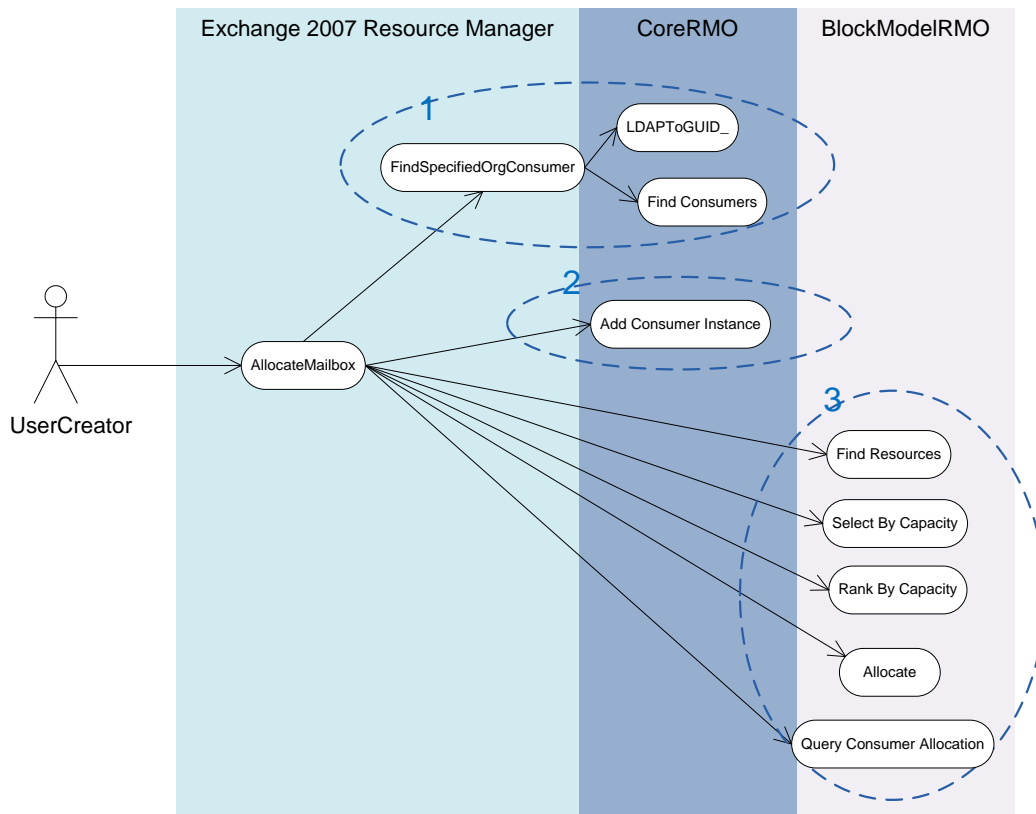 Exchange 2007 Resource Manager
CoreRMO
BlockModelRMO
1
LDAPToGUID_
FindSpecifiedOrgConsumer
Find Consumers
2
Add Consumer Instance
AllocateMailbox
UserCreator
3
Find Resources
Select By Capacity
Rank By Capacity
Allocate
Query Consumer Allocation